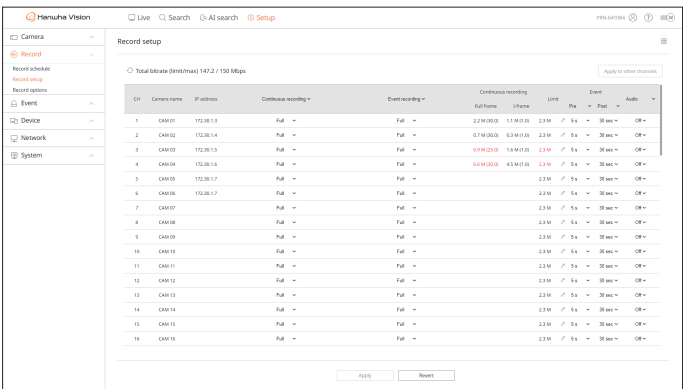 Hanwha Vision Live Search AI search Setup PRN-6410B4
Camera
Record
Record schedule
Record setup
Record options
Event
Device
Network
System
Record setup
Total bitrate (limit/max) 147.2 / 150 Mbps Apply to other channels
CH Camera name IP address Continuous recording Event recording Continuous recording Limit Event Audio
Full frame I-frame Pre Post
1 CAM 01 172.30.1.3 Full Full 2.2 M (30.0) 1.1 M (1.0) 2.3 M 5 s 30 sec Off
2 CAM 02 172.30.1.4 Full Full 0.7 M (30.0) 0.3 M (1.0) 2.3 M 5 s 30 sec Off
3 CAM 03 172.30.1.5 Full Full 6.9 M (25.0) 1.6 M (1.0) 2.3 M 5 s 30 sec Off
4 CAM 04 172.30.1.6 Full Full 6.6 M (30.0) 4.5 M (1.0) 2.3 M 5 s 30 sec Off
5 CAM 05 172.30.1.7 Full Full 2.3 M 5 s 30 sec Off
6 CAM 06 172.30.1.7 Full Full 2.3 M 5 s 30 sec Off
7 CAM 07 Full Full 2.3 M 5 s 30 sec Off
8 CAM 08 Full Full 2.3 M 5 s 30 sec Off
9 CAM 09 Full Full 2.3 M 5 s 30 sec Off
10 CAM 10 Full Full 2.3 M 5 s 30 sec Off
11 CAM 11 Full Full 2.3 M 5 s 30 sec Off
12 CAM 12 Full Full 2.3 M 5 s 30 sec Off
13 CAM 13 Full Full 2.3 M 5 s 30 sec Off
14 CAM 14 Full Full 2.3 M 5 s 30 sec Off
15 CAM 15 Full Full 2.3 M 5 s 30 sec Off
16 CAM 16 Full Full 2.3 M 5 s 30 sec Off
Apply Revert